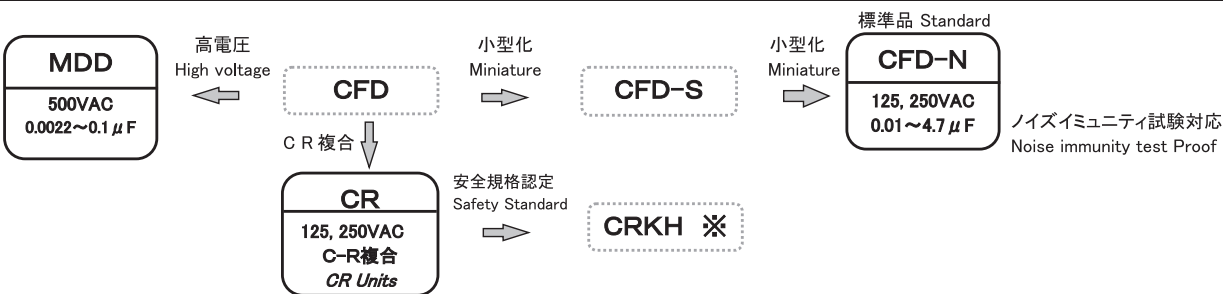 標準品 Standard
MDD
500VAC
0.0022～0.1μF
高電圧
High voltage
CFD
小型化
Miniature
CFD-S
小型化
Miniature
CFD-N
125, 250VAC
0.01～4.7μF
ノイズイミュニティ試験対応
Noise immunity test Proof
CR複合
CR
125, 250VAC
C-R複合
CR Units
安全規格認定
Safety Standard
CRKH ※